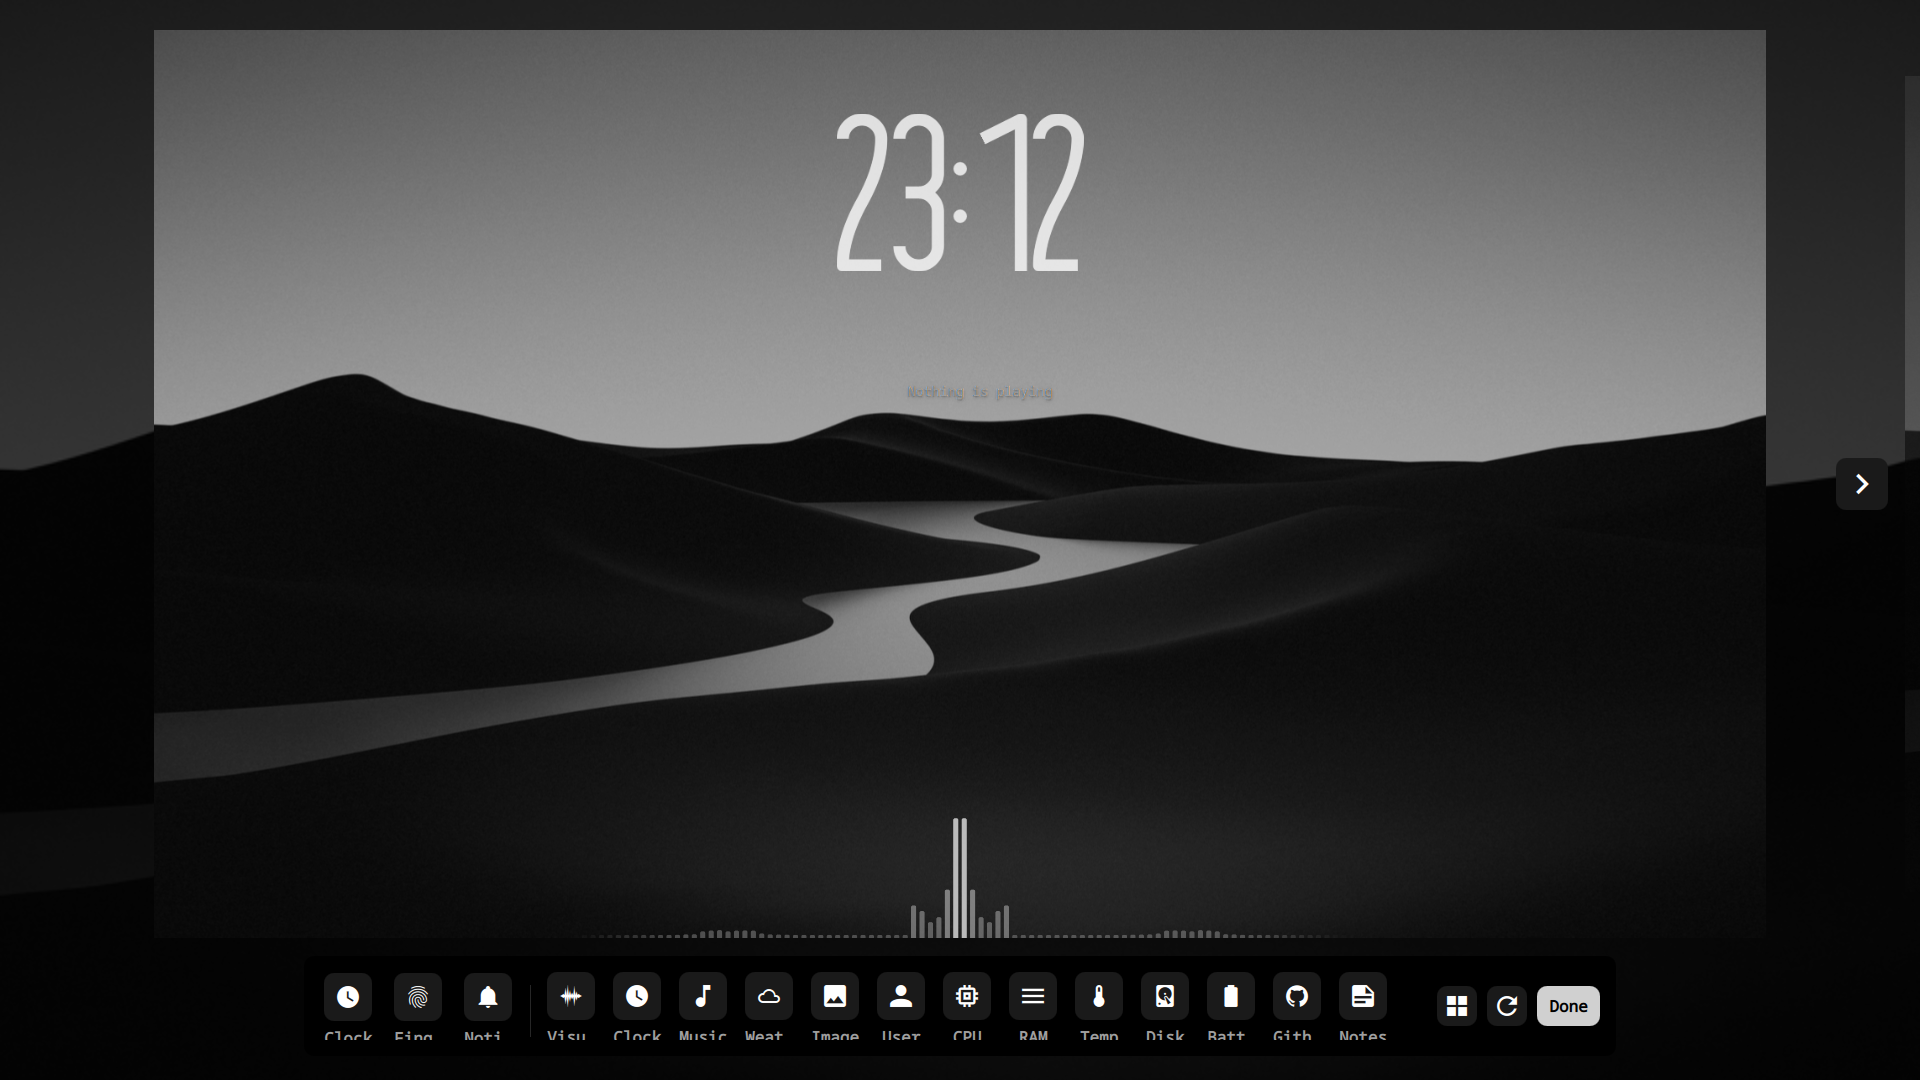 23:12
Nothing is playing
Clock Fing Noti Visu Clock Music Weat Image User CPU RAM Temp Disk Batt Gith Notes Done